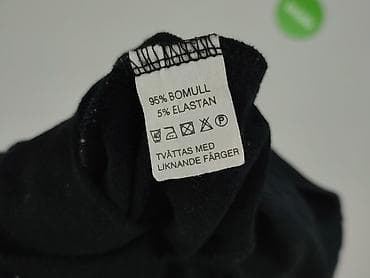 95% BOMULL
5% ELASTAN
P
TVÄTTAS MED
LIKNANDE FÄRGER